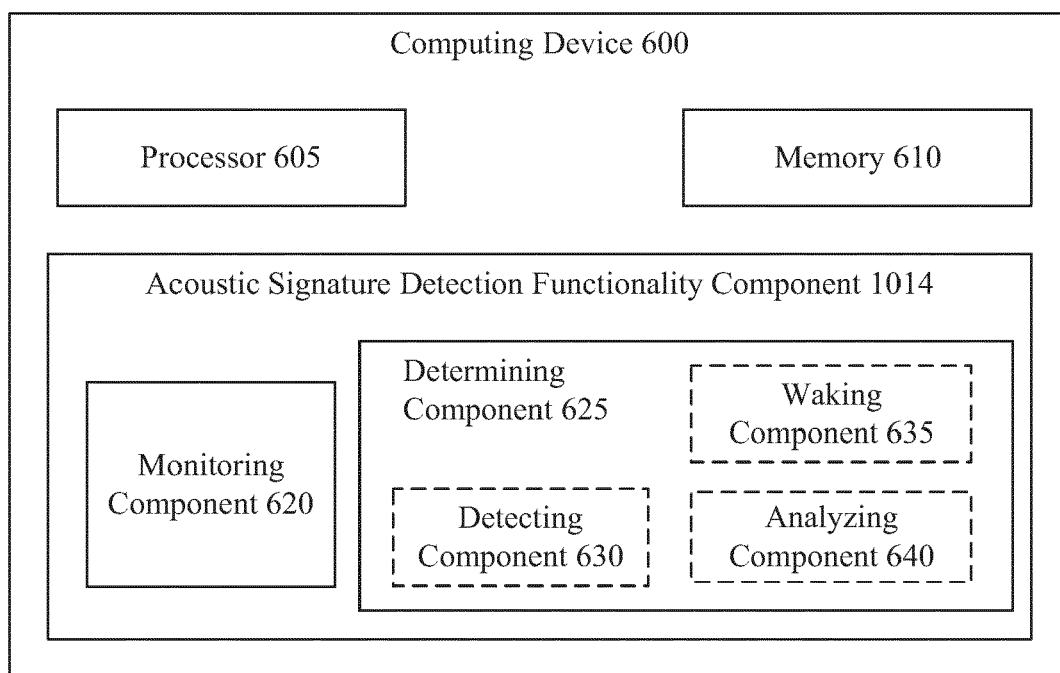 Computing Device 600
Processor 605
Memory 610
Acoustic Signature Detection Functionality Component 1014
Monitoring
Component 620
Determining
Component 625
Waking
Component 635
Detecting
Component 630
Analyzing
Component 640